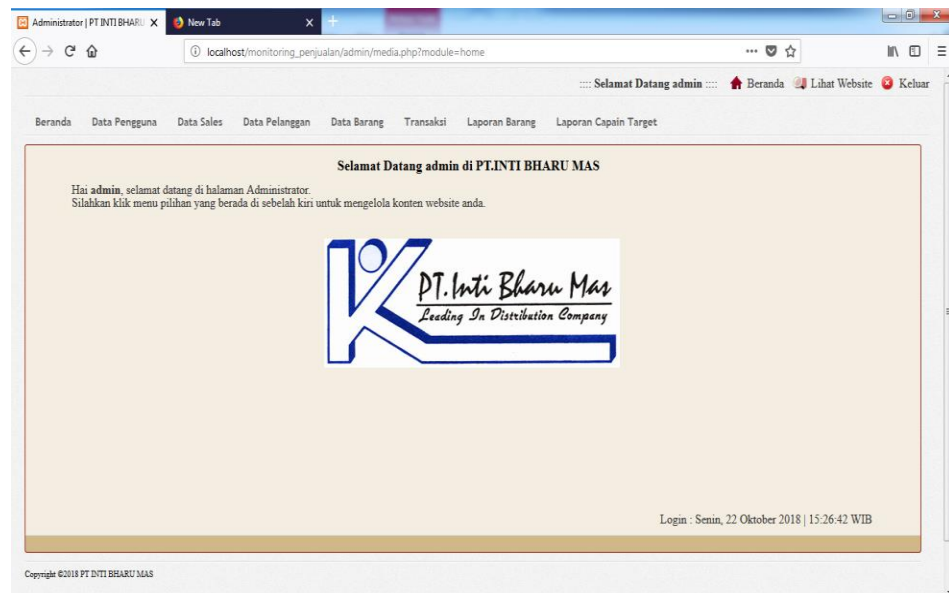 Administrator | PT INTI BHARU
New Tab
localhost/monitoring_penjualan/admin/media.php?module=home
:::: Selamat Datang admin :::: Beranda Lihat Website Keluar
Beranda Data Pengguna Data Sales Data Pelanggan Data Barang Transaksi Laporan Barang Laporan Capain Target
Selamat Datang admin di PT.INTI BHARU MAS
Hai admin, selamat datang di halaman Administrator.
Silahkan klik menu pilihan yang berada di sebelah kiri untuk mengelola konten website anda.
K
PT.Inti Bharu Mas
Leading In Distribution Company
Login : Senin, 22 Oktober 2018 | 15:26:42 WIB
Copyright ©2018 PT INTI BHARU MAS